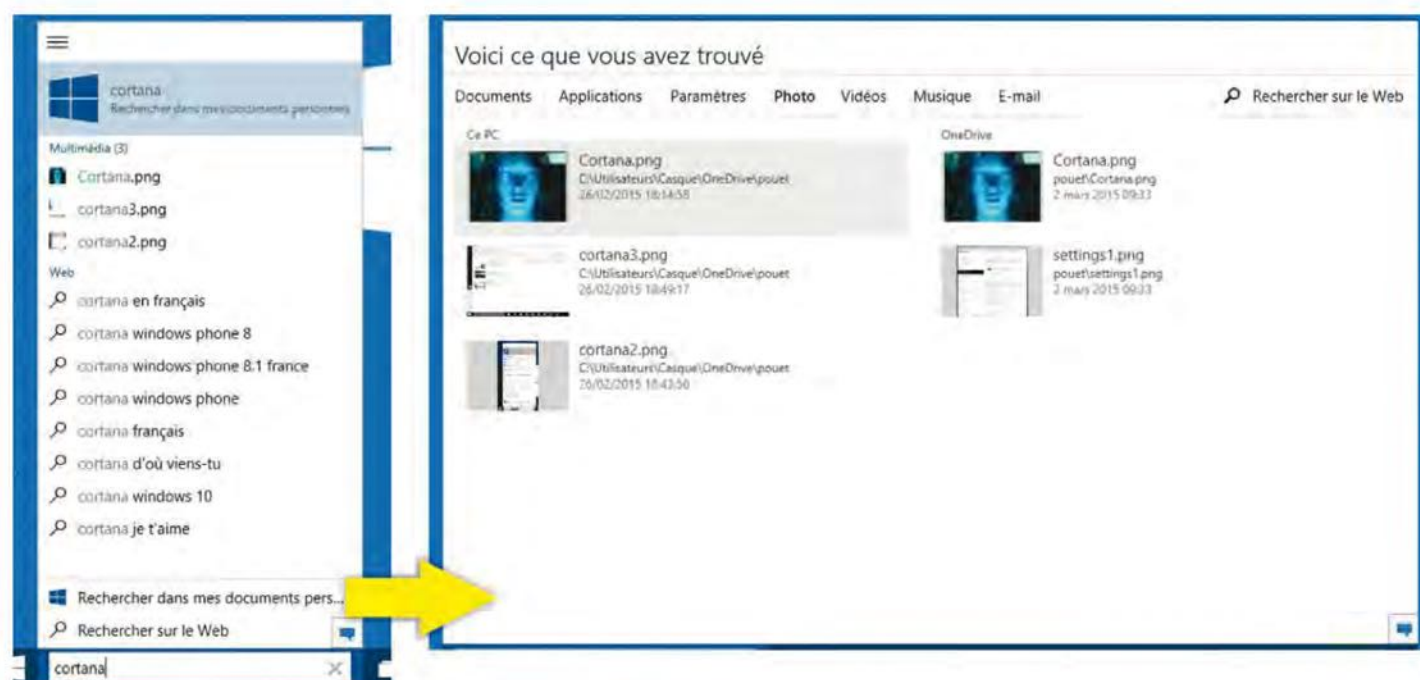 cortana
Rechercher dans mes documents personnels
Multimédia (3)
Cortana.png
cortana3.png
cortana2.png
Web
cortana en français
cortana windows phone 8
cortana windows phone 8.1 france
cortana windows phone
cortana français
cortana d'où viens-tu
cortana windows 10
cortana je t'aime
Rechercher dans mes documents pers...
Rechercher sur le Web
cortana
Voici ce que vous avez trouvé
Documents Applications Paramètres Photo Vidéos Musique E-mail Rechercher sur le Web
Ce PC
Cortana.png
C:\Utilisateurs\Casque\OneDrive\pouet
26/02/2015 18:14:58
cortana3.png
C:\Utilisateurs\Casque\OneDrive\pouet
26/02/2015 18:49:17
cortana2.png
C:\Utilisateurs\Casque\OneDrive\pouet
26/02/2015 18:43:56
OneDrive
Cortana.png
pouet\Cortana.png
2 mars 2015 09:33
settings1.png
pouet\settings1.png
2 mars 2015 09:33